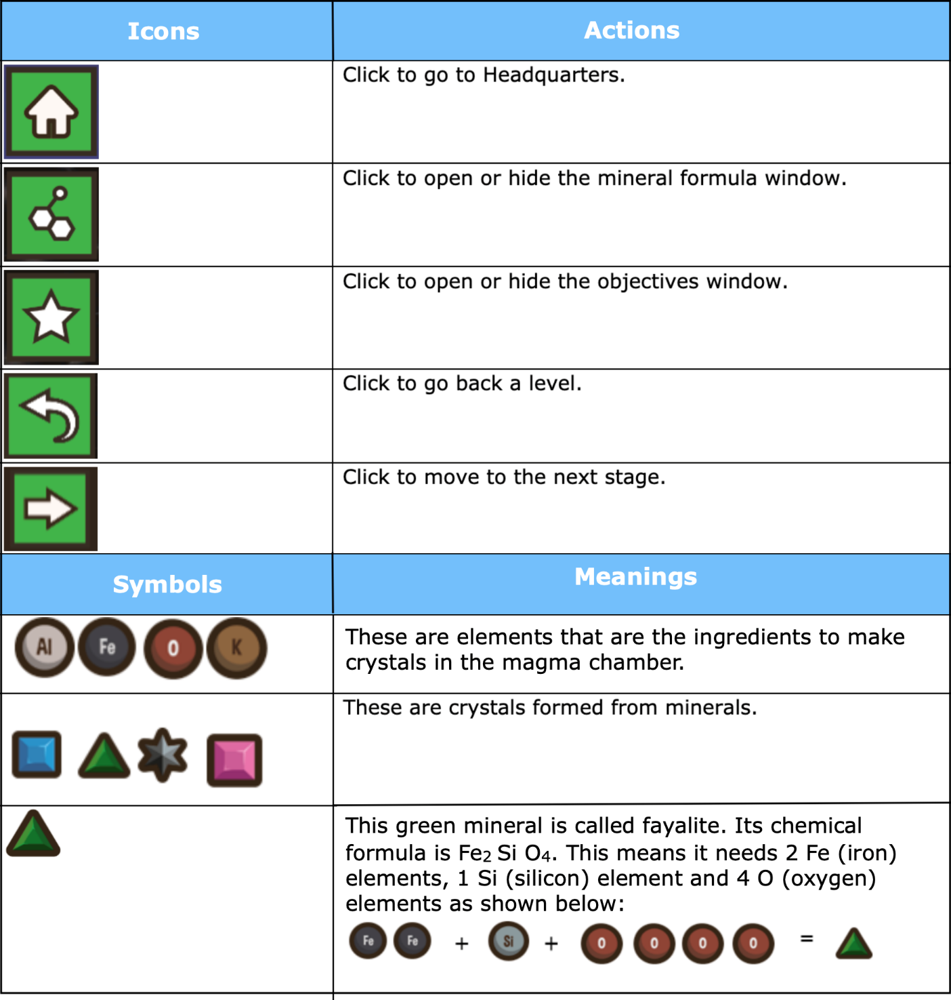 Icons
Actions
Click to go to Headquarters.
Click to open or hide the mineral formula window.
Click to open or hide the objectives window.
Click to go back a level.
Click to move to the next stage.
Symbols
Meanings
Al Fe O K
These are elements that are the ingredients to make
crystals in the magma chamber.
These are crystals formed from minerals.
This green mineral is called fayalite. Its chemical
formula is Fe2 Si O4. This means it needs 2 Fe (iron)
elements, 1 Si (silicon) element and 4 O (oxygen)
elements as shown below:
Fe Fe + Si + O O O O =